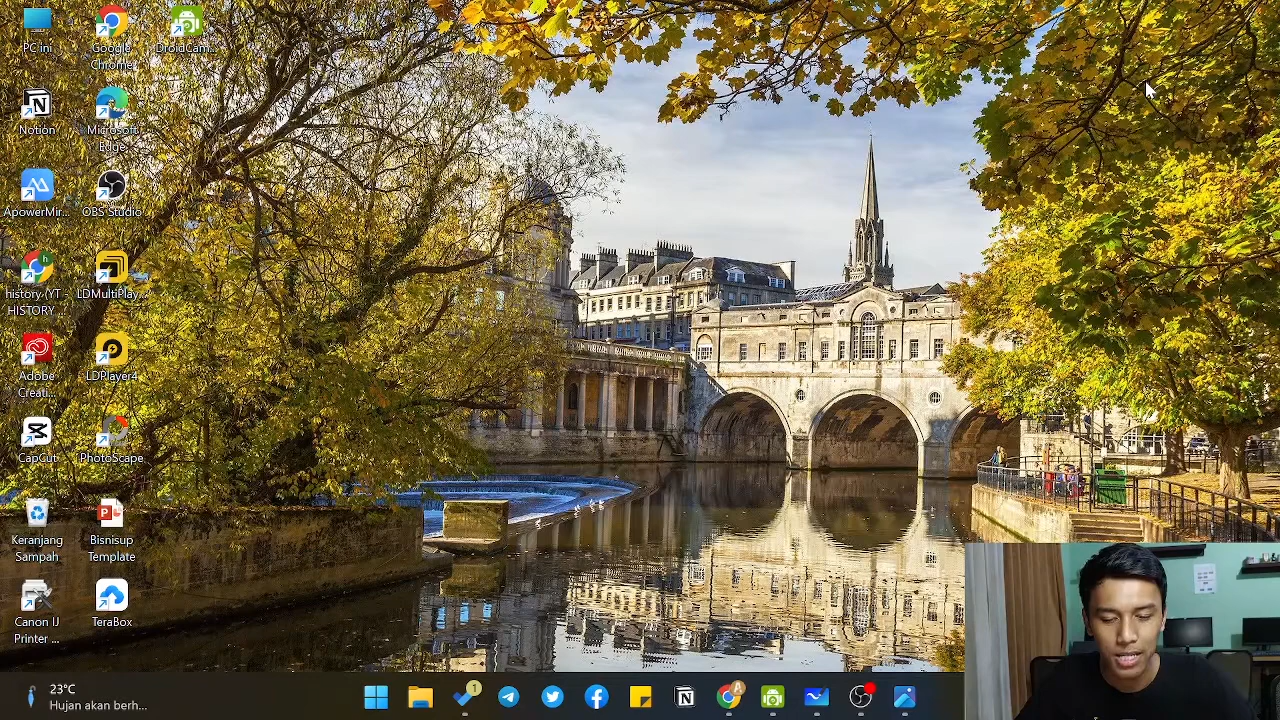 PC ini
Google
Chrome
DroidCam...
Notion
Microsoft
Edge
ApowerMir...
OBS Studio
history (YT -
HISTORY
LDMultiPlay...
Adobe
Creati...
LDPlayer4
CapCut
PhotoScape
Keranjang
Sampah
Bisnisup
Template
Canon IJ
Printer ...
TeraBox
23°C
Hujan akan berh...
1
A